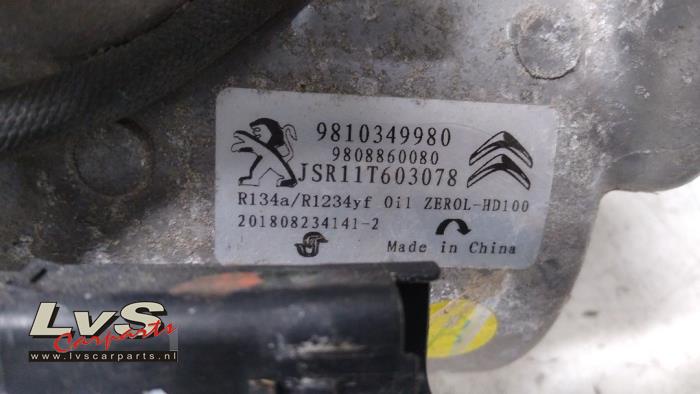 9810349980
9808860080
JSR11T603078
R134a/R1234yf Oil ZEROL-HD100
201808234141-2
Made in China
LvS
Carparts
www.lvscarparts.nl